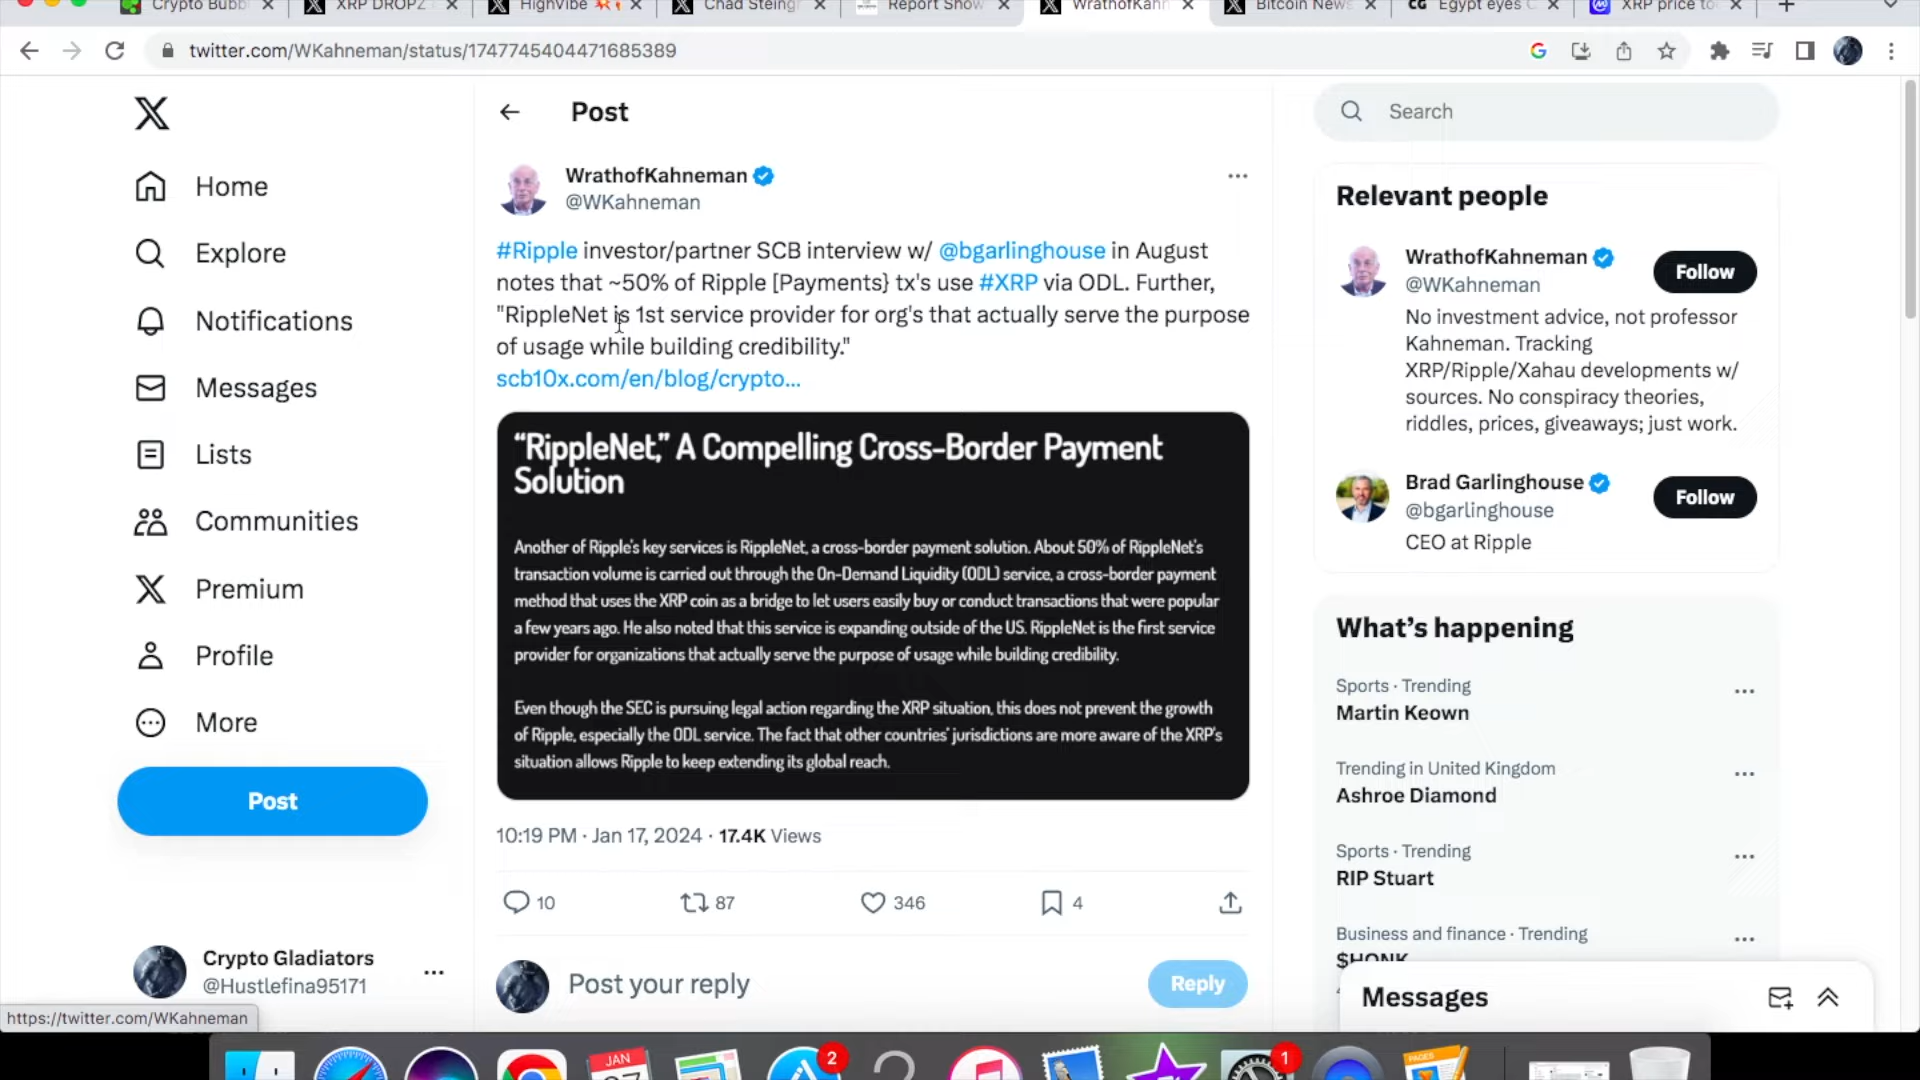 Crypto Bubb
XRP DROPZ
HighVibe
Chad Steingr
Report Show
WrathofKahn
Bitcoin News
CG Egypt eyes C
XRP price to
twitter.com/WKahneman/status/1747745404471685389
Home
Explore
Notifications
Messages
Lists
Communities
Premium
Profile
More
Post
Crypto Gladiators
@Hustlefina95171
https://twitter.com/WKahneman
Post
WrathofKahneman
@WKahneman
#Ripple investor/partner SCB interview w/ @bgarlinghouse in August
notes that ~50% of Ripple [Payments} tx's use #XRP via ODL. Further,
"RippleNet is 1st service provider for org's that actually serve the purpose
of usage while building credibility."
scb10x.com/en/blog/crypto...
“RippleNet,” A Compelling Cross-Border Payment
Solution
Another of Ripple's key services is RippleNet, a cross-border payment solution. About 50% of RippleNet's
transaction volume is carried out through the On-Demand Liquidity (ODL) service, a cross-border payment
method that uses the XRP coin as a bridge to let users easily buy or conduct transactions that were popular
a few years ago. He also noted that this service is expanding outside of the US. RippleNet is the first service
provider for organizations that actually serve the purpose of usage while building credibility.
Even though the SEC is pursuing legal action regarding the XRP situation, this does not prevent the growth
of Ripple, especially the ODL service. The fact that other countries' jurisdictions are more aware of the XRP's
situation allows Ripple to keep extending its global reach.
10:19 PM · Jan 17, 2024 · 17.4K Views
10
87
346
4
Post your reply
Reply
Search
Relevant people
WrathofKahneman
@WKahneman
Follow
No investment advice, not professor
Kahneman. Tracking
XRP/Ripple/Xahau developments w/
sources. No conspiracy theories,
riddles, prices, giveaways; just work.
Brad Garlinghouse
@bgarlinghouse
Follow
CEO at Ripple
What's happening
Sports · Trending
Martin Keown
Trending in United Kingdom
Ashroe Diamond
Sports · Trending
RIP Stuart
Business and finance · Trending
$HONK
Messages
JAN
2
1
PAGES